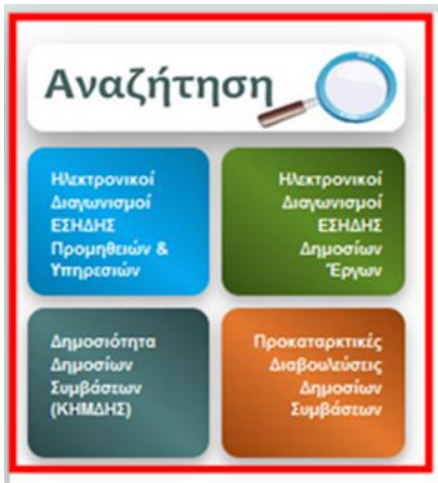 Αναζήτηση
Ηλεκτρονικοί
Διαγωνισμοί
ΕΣΗΔΗΣ
Προμηθειών &
Υπηρεσιών
Ηλεκτρονικοί
Διαγωνισμοί
ΕΣΗΔΗΣ
Δημοσίων
Έργων
Δημοσιότητα
Δημοσίων
Συμβάσεων
(ΚΗΜΔΗΣ)
Προκαταρκτικές
Διαβουλεύσεις
Δημοσίων
Συμβάσεων